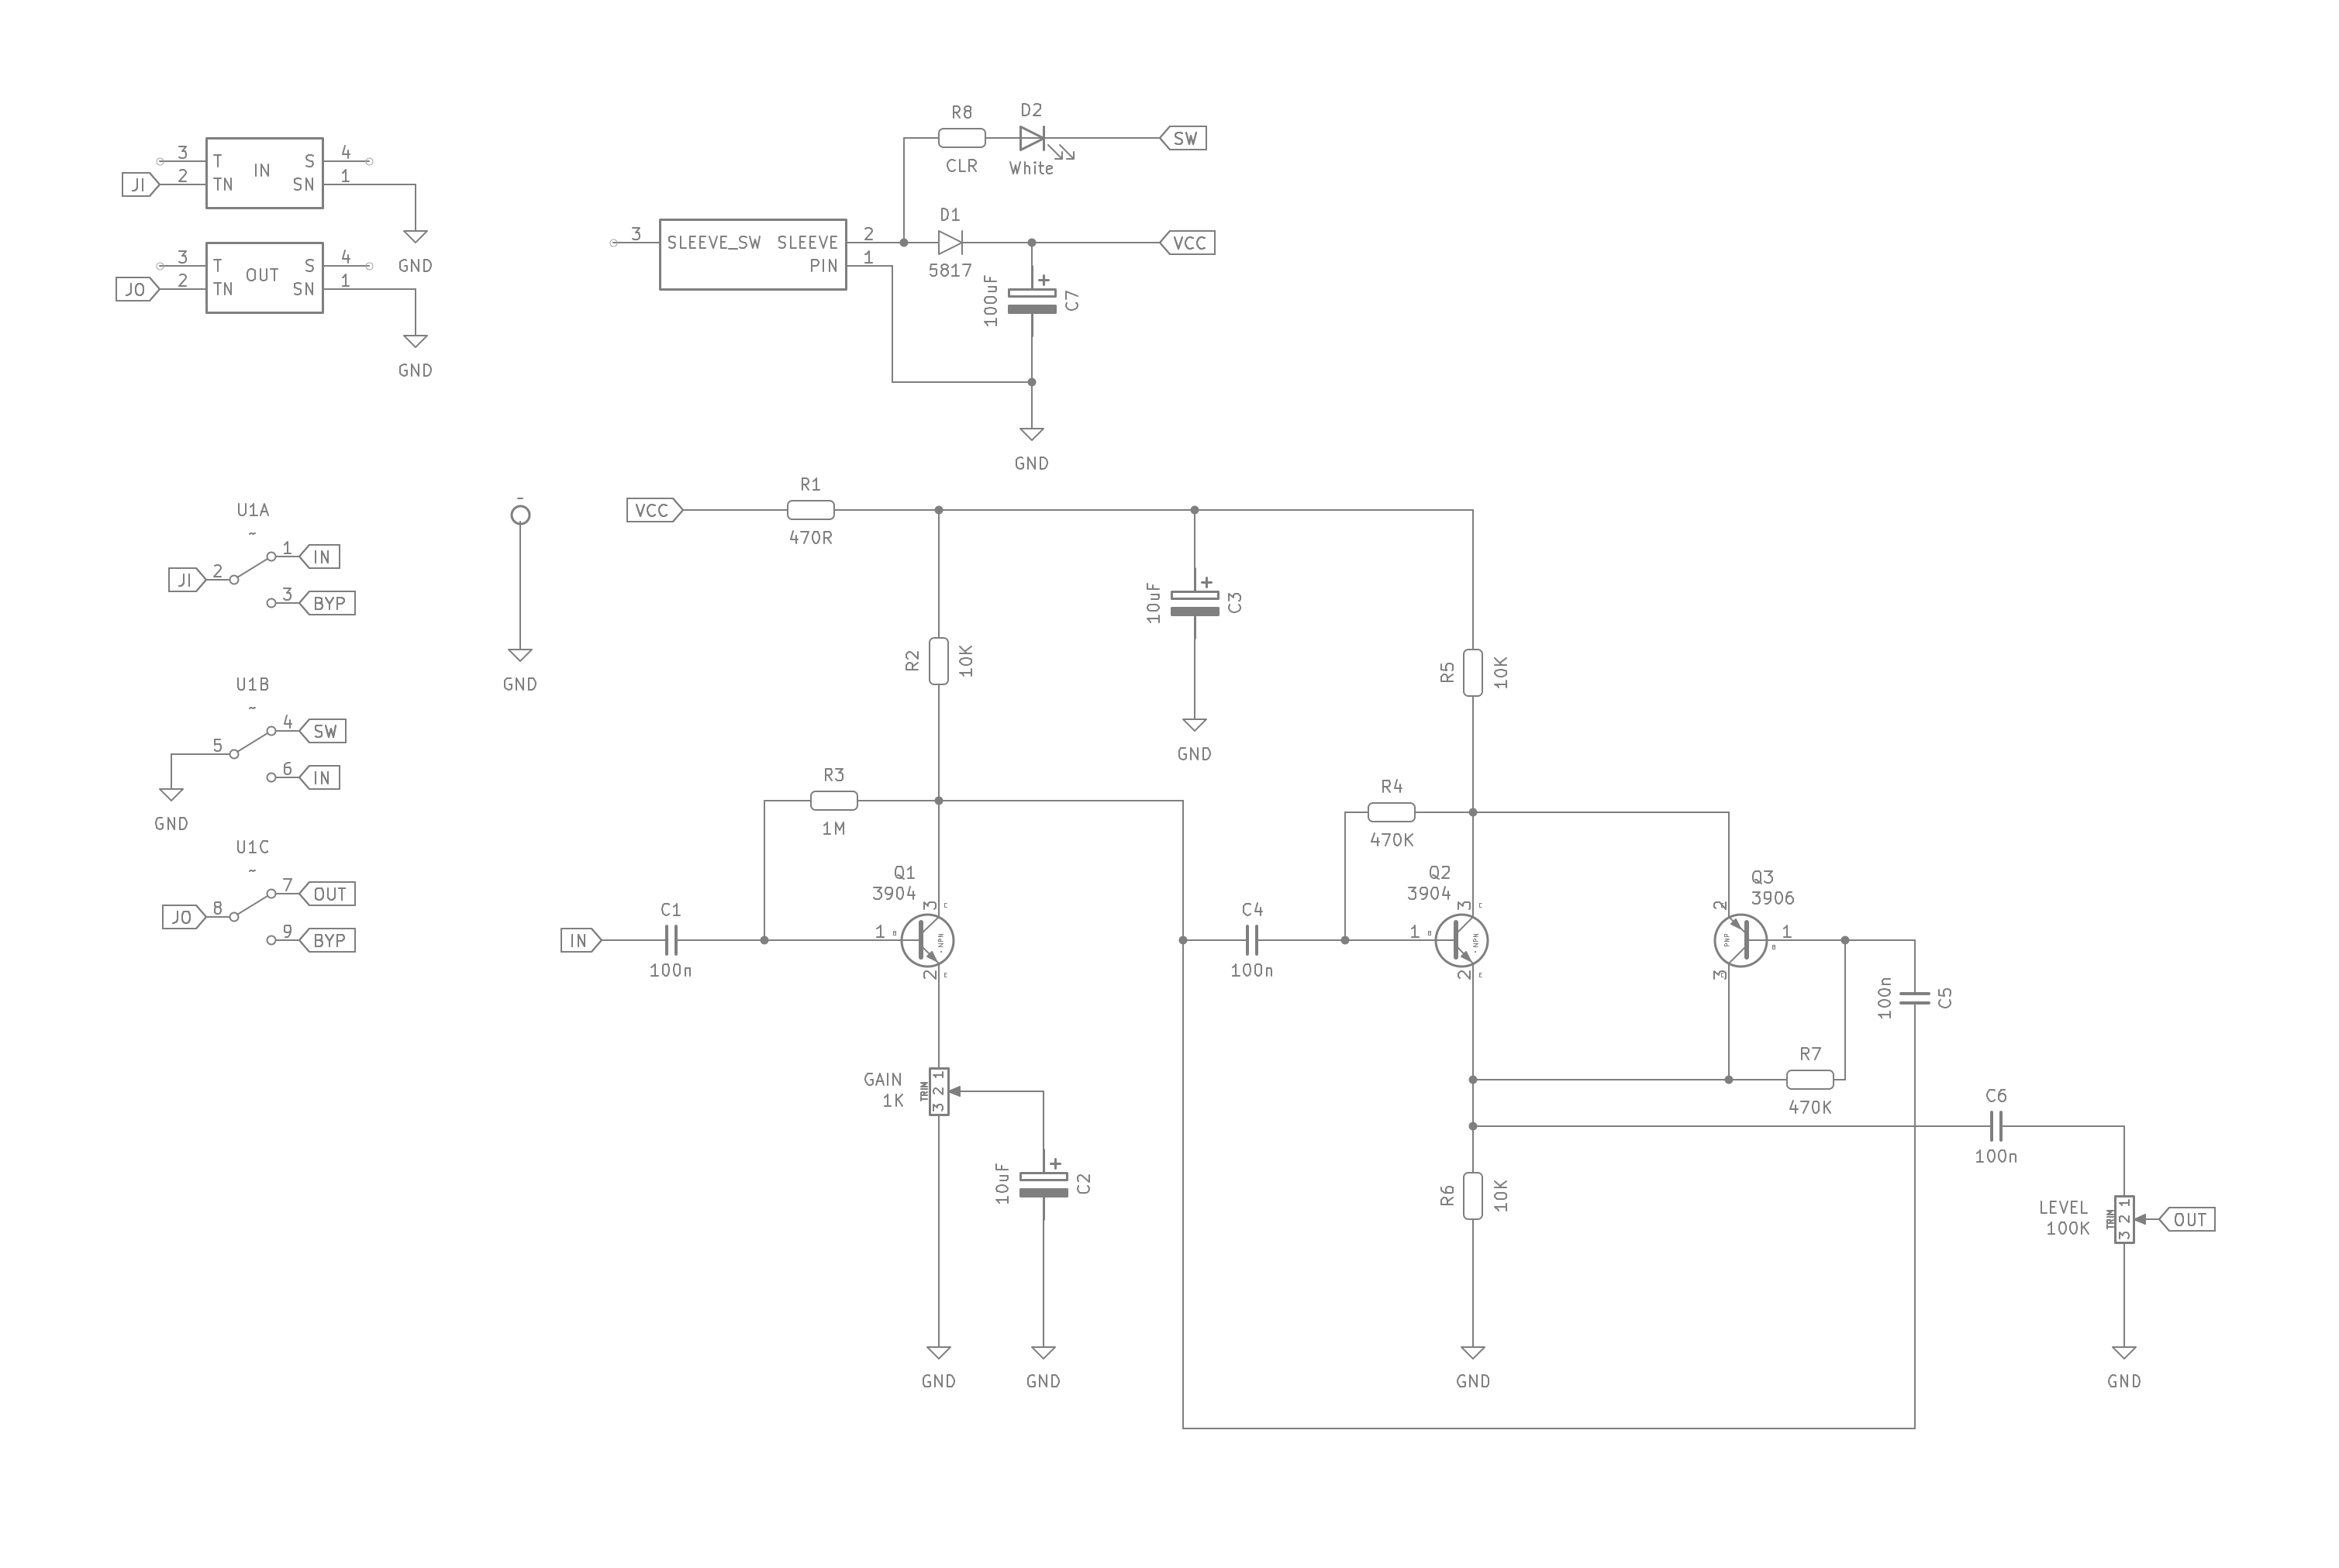 R8
D2
SW
CLR
White
3
T
IN
S
4
JI
2
TN
SN
1
GND
3
T
OUT
S
4
JO
2
TN
SN
1
GND
D1
3
SLEEVE_SW
SLEEVE
2
PIN
1
VCC
5817
100uF
+
C7
GND
U1A
~
1
IN
JI
2
3
BYP
U1B
~
4
SW
5
6
IN
GND
U1C
~
7
OUT
JO
8
9
BYP
-
GND
VCC
R1
470R
R2
10K
10uF
+
C3
GND
R5
10K
R3
1M
R4
470K
Q1
3904
3
C
1
B
NPN
2
E
IN
C1
100n
C4
100n
Q2
3904
3
C
1
B
NPN
2
E
Q3
3906
2
PNP
1
B
3
100n
C5
R7
470K
GAIN
1K
TRIM
1
2
3
10uF
+
C2
GND
GND
R6
10K
GND
C6
100n
LEVEL
100K
TRIM
1
2
3
OUT
GND